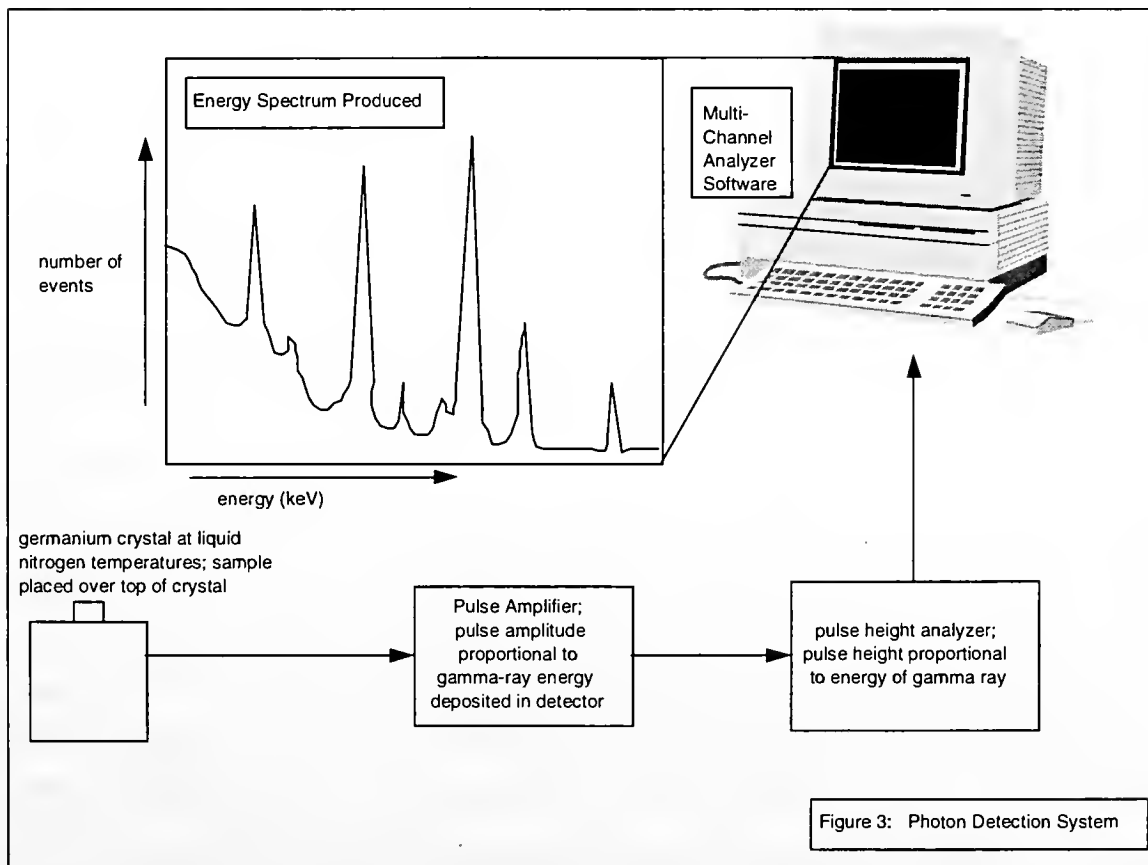 Energy Spectrum Produced
Multi-
Channel
Analyzer
Software
number of
events
energy (keV)
germanium crystal at liquid
nitrogen temperatures; sample
placed over top of crystal
Pulse Amplifier;
pulse amplitude
proportional to
gamma-ray energy
deposited in detector
pulse height analyzer;
pulse height proportional
to energy of gamma ray
Figure 3: Photon Detection System